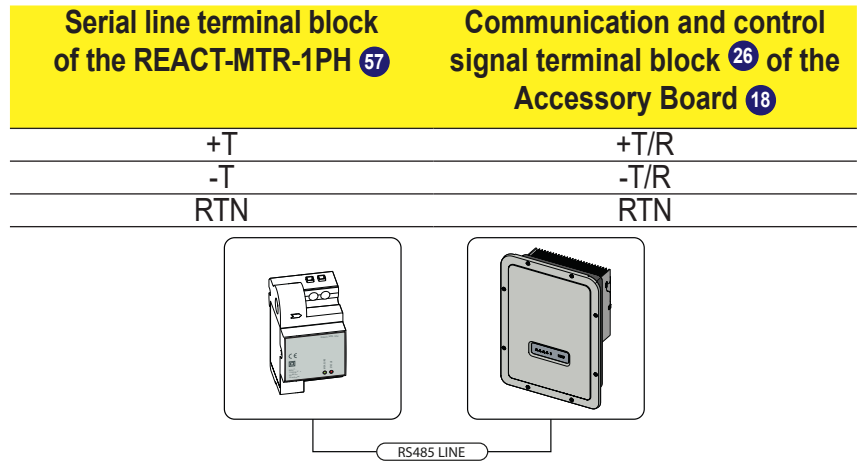 Serial line terminal block
of the REACT-MTR-1PH 57
Communication and control
signal terminal block 26 of the
Accessory Board 18
+T +T/R
-T -T/R
RTN RTN
CE
RS485 LINE